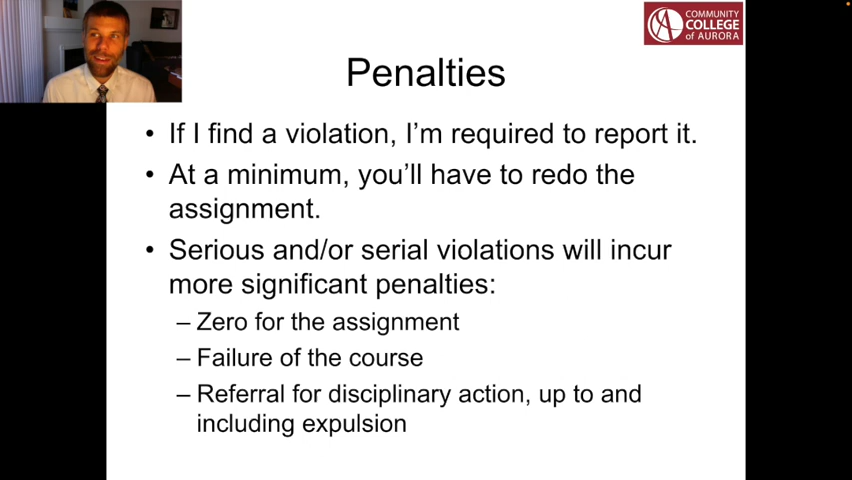 COMMUNITY
COLLEGE
of AURORA
Penalties
• If I find a violation, I'm required to report it.
• At a minimum, you'll have to redo the
assignment.
• Serious and/or serial violations will incur
more significant penalties:
– Zero for the assignment
– Failure of the course
– Referral for disciplinary action, up to and
including expulsion